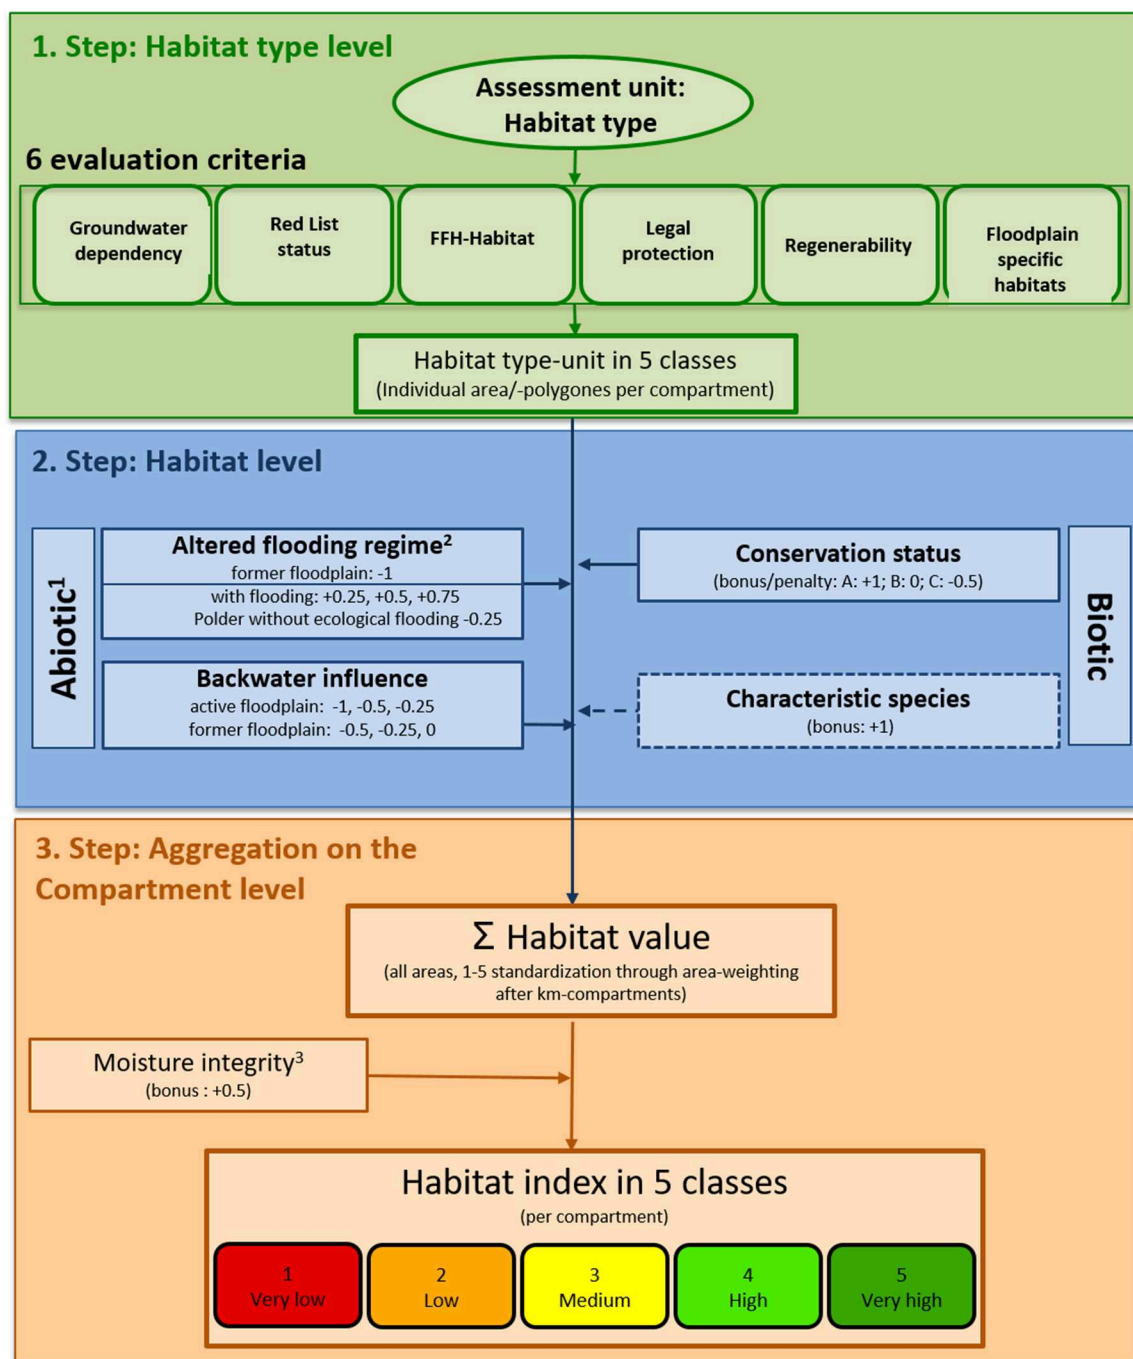 1. Step: Habitat type level
Assessment unit:
Habitat type
6 evaluation criteria
Groundwater
dependency
Red List
status
FFH-Habitat
Legal
protection
Regenerability
Floodplain
specific
habitats
Habitat type-unit in 5 classes
(Individual area/-polygones per compartment)
2. Step: Habitat level
Abiotic¹
Altered flooding regime²
former floodplain: -1
with flooding: +0.25, +0.5, +0.75
Polder without ecological flooding -0.25
Backwater influence
active floodplain: -1, -0.5, -0.25
former floodplain: -0.5, -0.25, 0
Conservation status
(bonus/penalty: A: +1; B: 0; C: -0.5)
Characteristic species
(bonus: +1)
Biotic
3. Step: Aggregation on the
Compartment level
Σ Habitat value
(all areas, 1-5 standardization through area-weighting
after km-compartments)
Moisture integrity³
(bonus : +0.5)
Habitat index in 5 classes
(per compartment)
1
Very low
2
Low
3
Medium
4
High
5
Very high